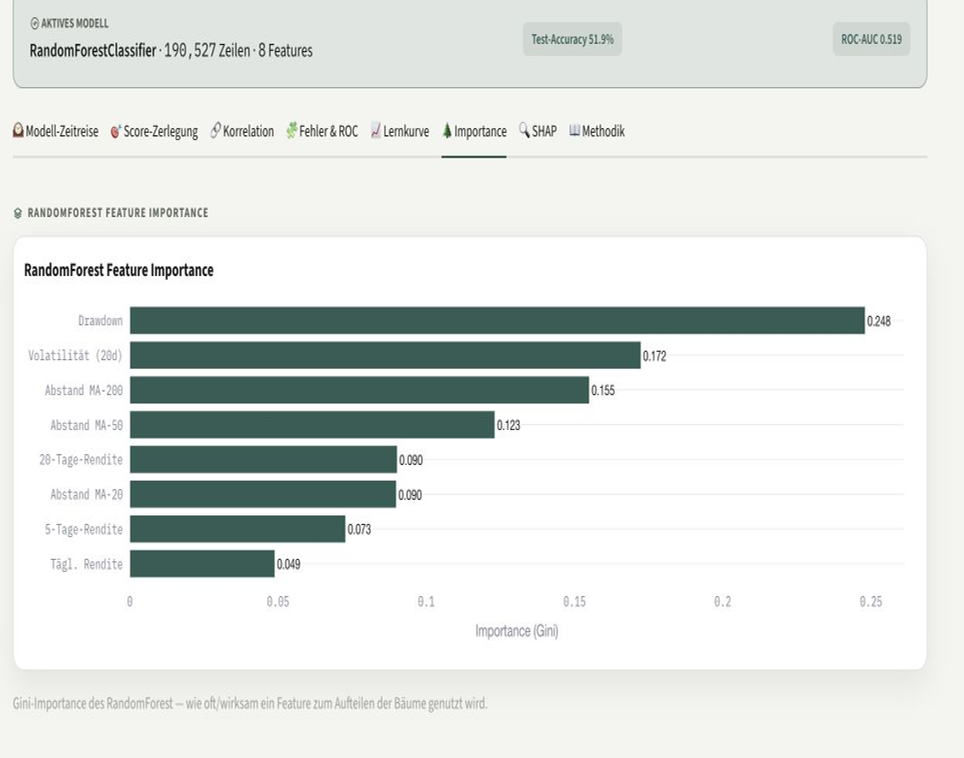 AKTIVES MODELL
RandomForestClassifier · 190,527 Zeilen · 8 Features
Test-Accuracy 51.9%
ROC-AUC 0.519
Modell-Zeitreise Score-Zerlegung Korrelation Fehler & ROC Lernkurve Importance SHAP Methodik
RANDOMFOREST FEATURE IMPORTANCE
RandomForest Feature Importance
Drawdown 0.248
Volatilität (20d) 0.172
Abstand MA-200 0.155
Abstand MA-50 0.123
20-Tage-Rendite 0.090
Abstand MA-20 0.090
5-Tage-Rendite 0.073
Tägl. Rendite 0.049
0 0.05 0.1 0.15 0.2 0.25
Importance (Gini)
Gini-Importance des RandomForest — wie oft/wirksam ein Feature zum Aufteilen der Bäume genutzt wird.